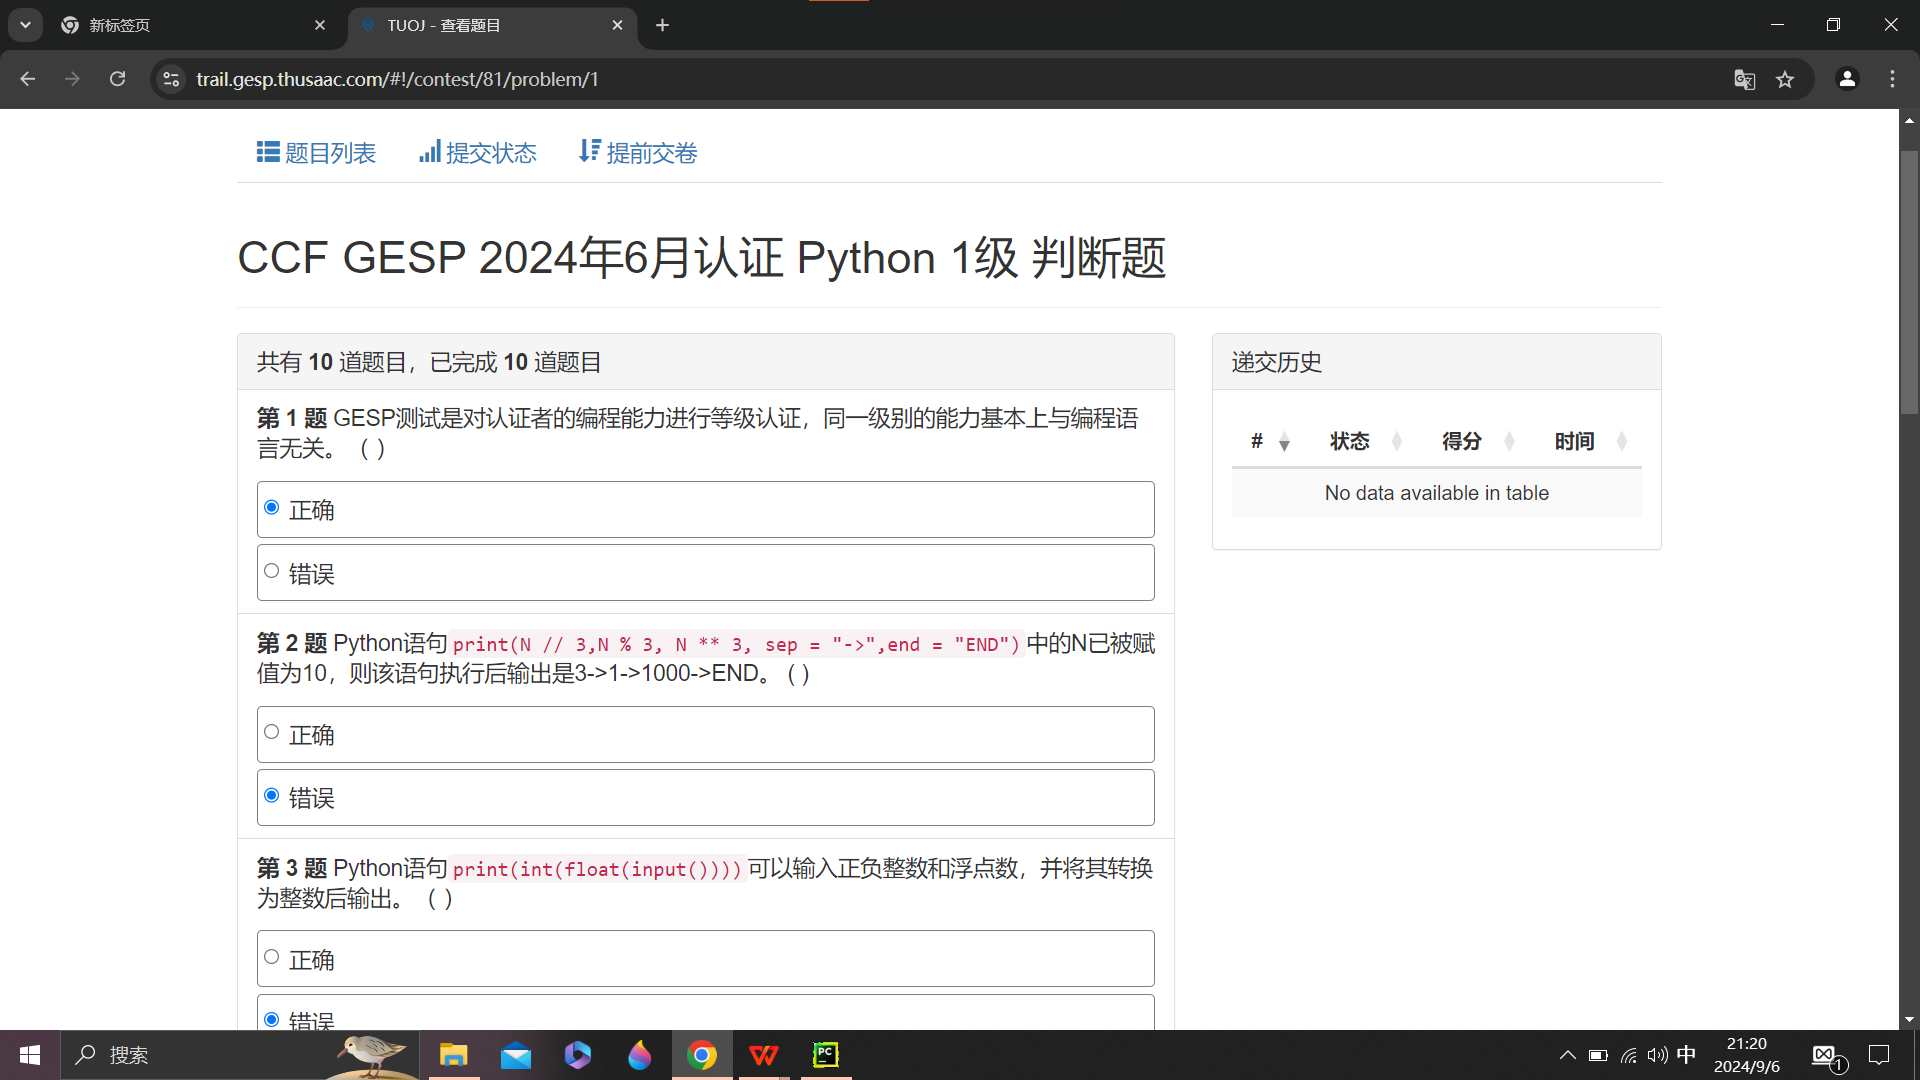 新标签页
TUOJ - 查看题目
trail.gesp.thusaac.com/#!/contest/81/problem/1
题目列表
提交状态
提前交卷
CCF GESP 2024年6月认证 Python 1级 判断题
共有 10 道题目，已完成 10 道题目
第 1 题 GESP测试是对认证者的编程能力进行等级认证，同一级别的能力基本上与编程语
言无关。 （ ）
正确
错误
第 2 题 Python语句 print(N // 3,N % 3, N ** 3, sep = "->",end = "END") 中的N已被赋
值为10，则该语句执行后输出是3->1->1000->END。 ( )
正确
错误
第 3 题 Python语句 print(int(float(input()))) 可以输入正负整数和浮点数，并将其转换
为整数后输出。 （ ）
正确
错误
递交历史
# 状态 得分 时间
No data available in table
搜索
PC
中
21:20
2024/9/6
1